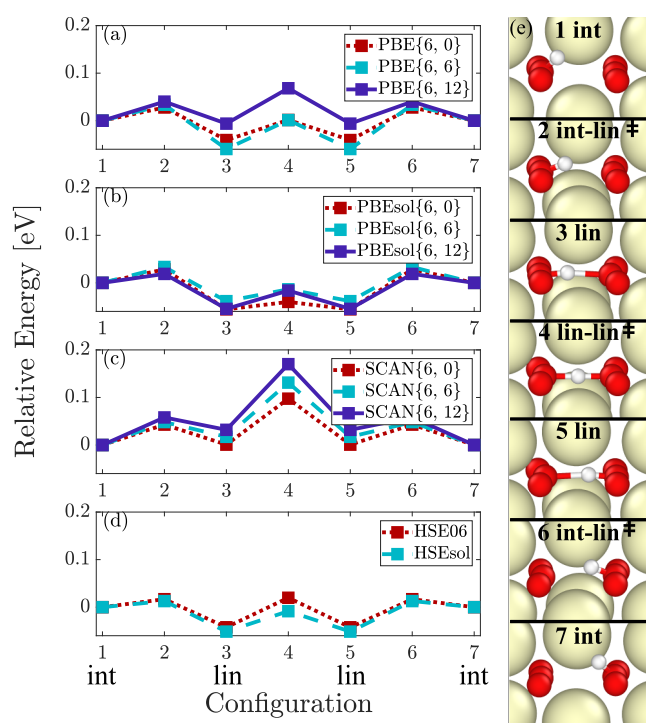 Relative Energy [eV]
(a)
PBE{6, 0}
PBE{6, 6}
PBE{6, 12}
0.2
0.1
0
1 2 3 4 5 6 7
(b)
PBEsol{6, 0}
PBEsol{6, 6}
PBEsol{6, 12}
0.2
0.1
0
1 2 3 4 5 6 7
(c)
SCAN{6, 0}
SCAN{6, 6}
SCAN{6, 12}
0.2
0.1
0
1 2 3 4 5 6 7
(d)
HSE06
HSEsol
0.2
0.1
0
1 2 3 4 5 6 7
int lin lin int
Configuration
(e)
1 int
2 int-lin ‡
3 lin
4 lin-lin ‡
5 lin
6 int-lin ‡
7 int